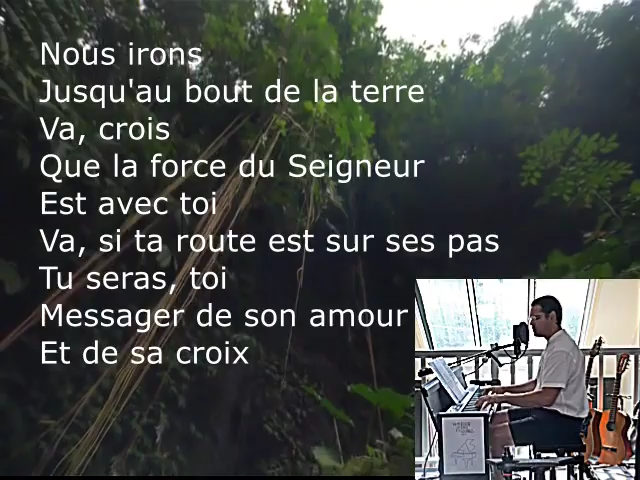 Nous irons
Jusqu'au bout de la terre
Va, crois
Que la force du Seigneur
Est avec toi
Va, si ta route est sur ses pas
Tu seras, toi
Messager de son amour
Et de sa croix